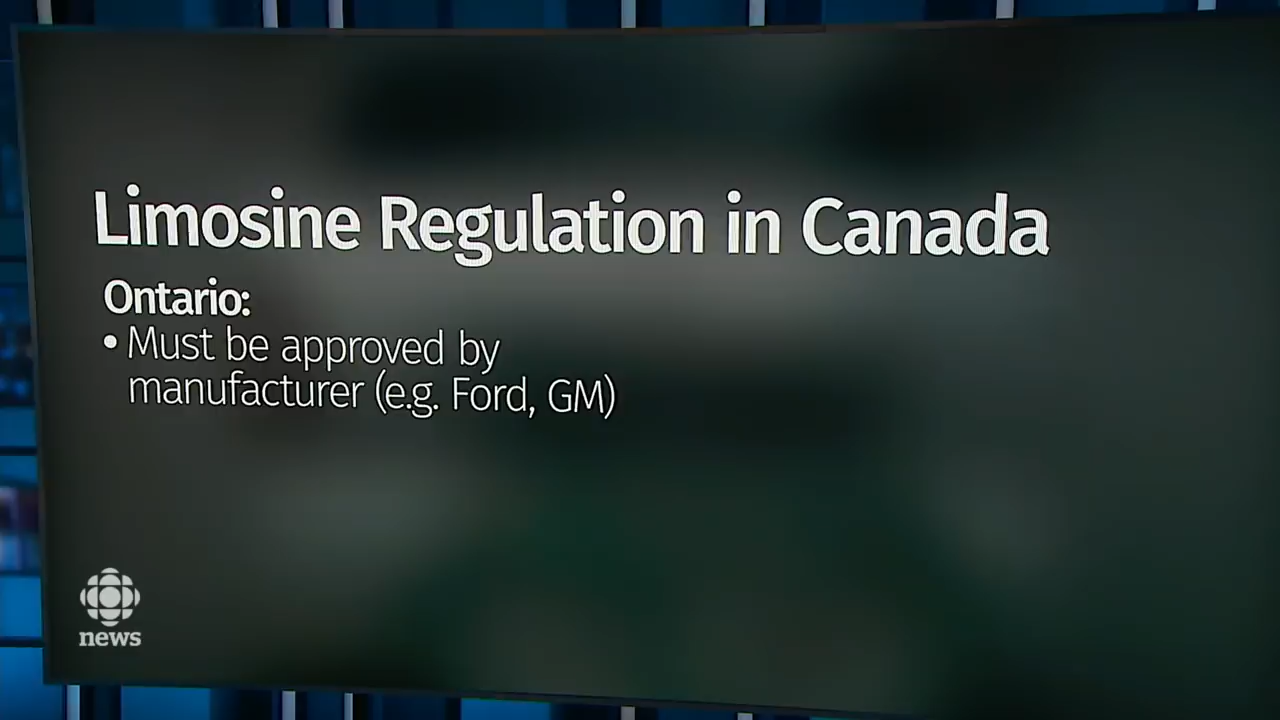 Limosine Regulation in Canada
Ontario:
• Must be approved by
manufacturer (e.g. Ford, GM)
news